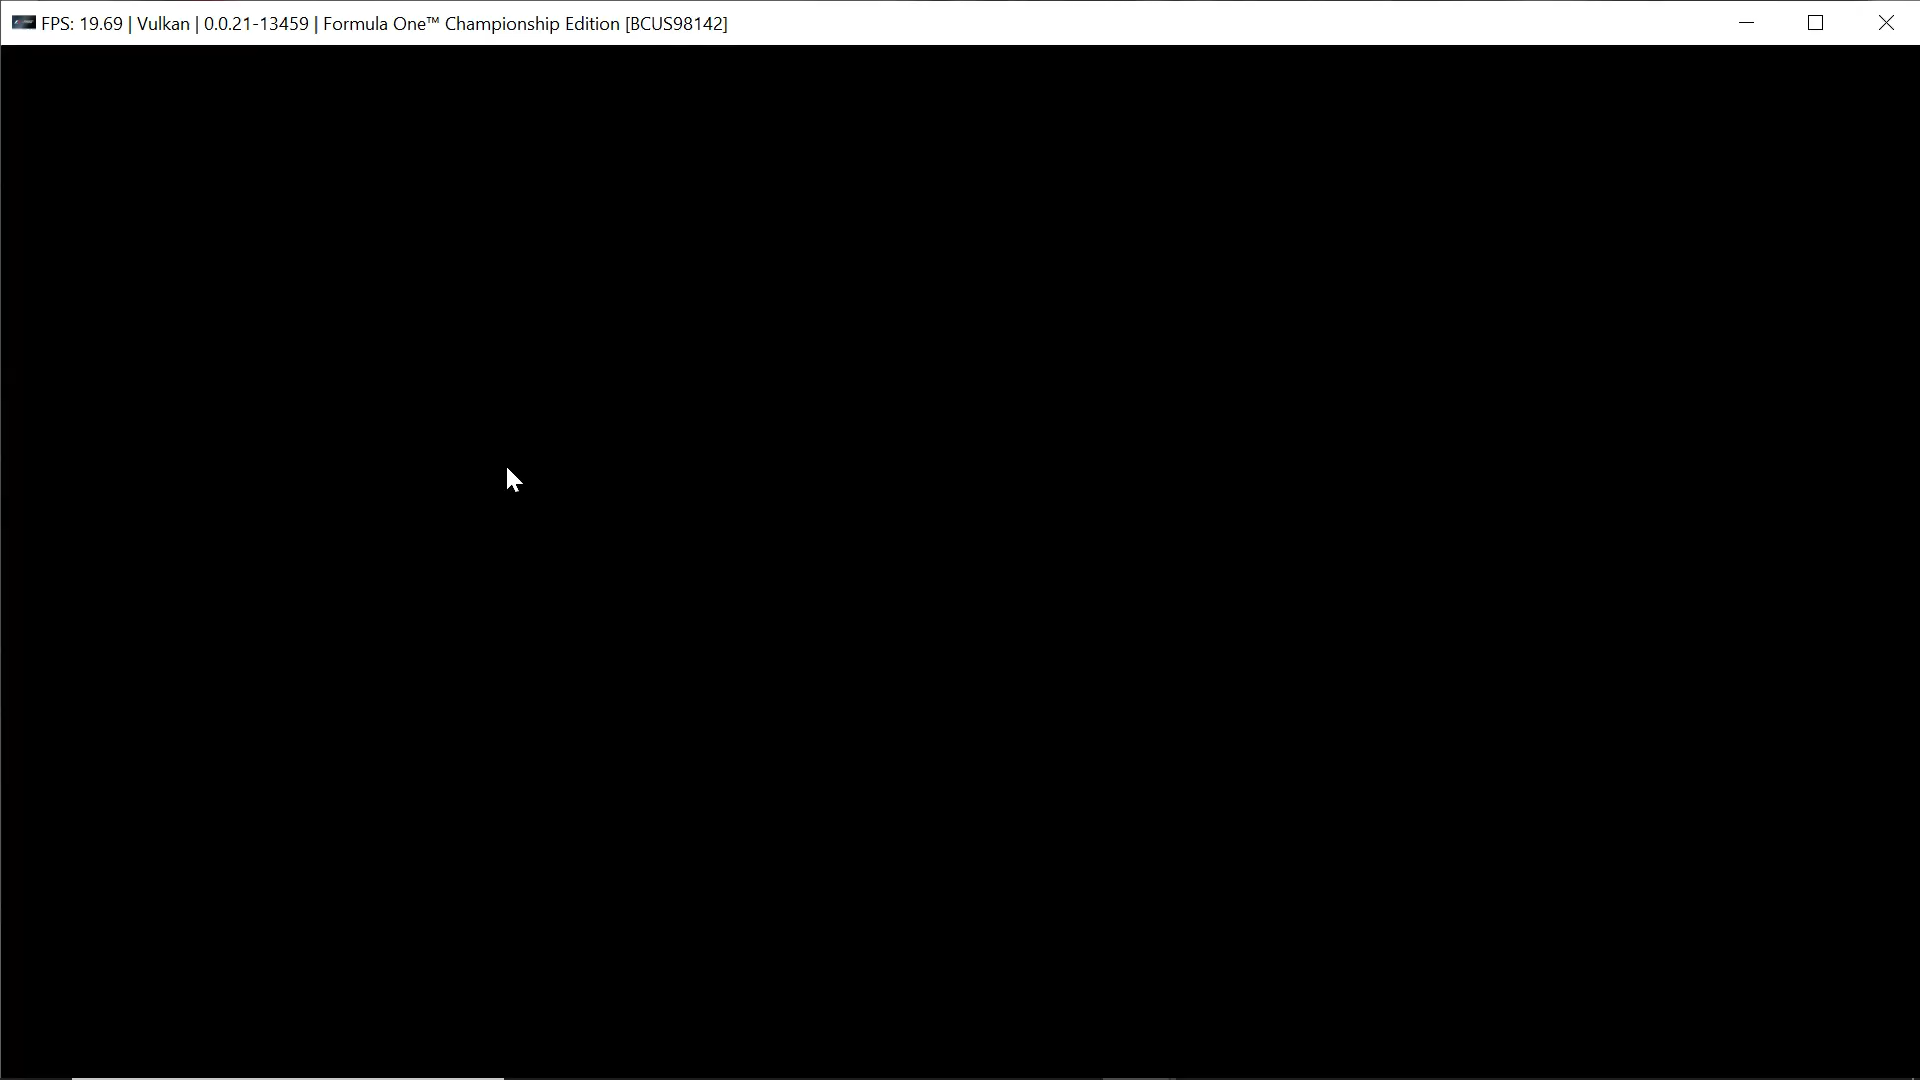 FPS: 19.69 | Vulkan | 0.0.21-13459 | Formula One™ Championship Edition [BCUS98142]